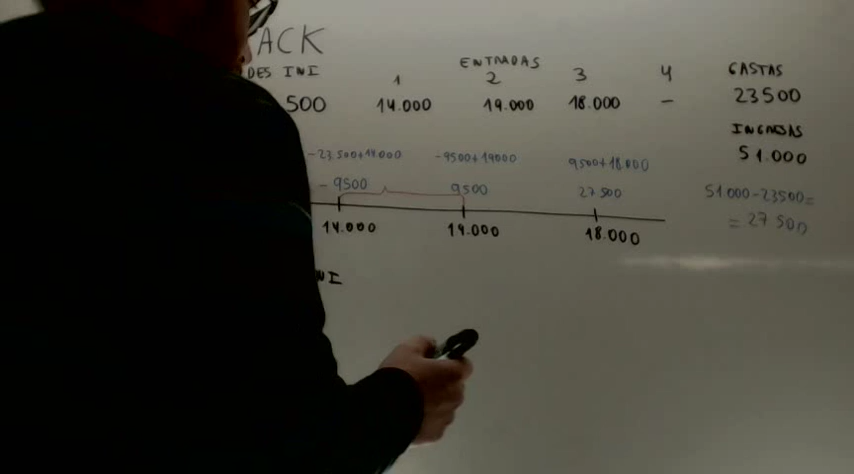 ACK
DES INI 1 ENTRADAS 2 3 4 GASTAS
500 14.000 19.000 18.000 - 23500
INGRESAS
51.000
-23.500+14.000 -9500+19000 9500+18.000
-9500 9500 27.500 51.000-23500=
= 27 500
14.000 19.000 18.000
NI